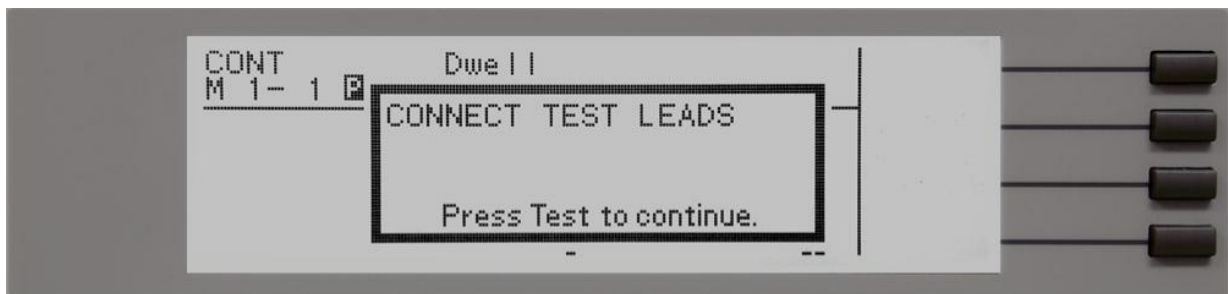 CONT Dwell
M 1- 1 P
CONNECT TEST LEADS
Press Test to continue.
- --